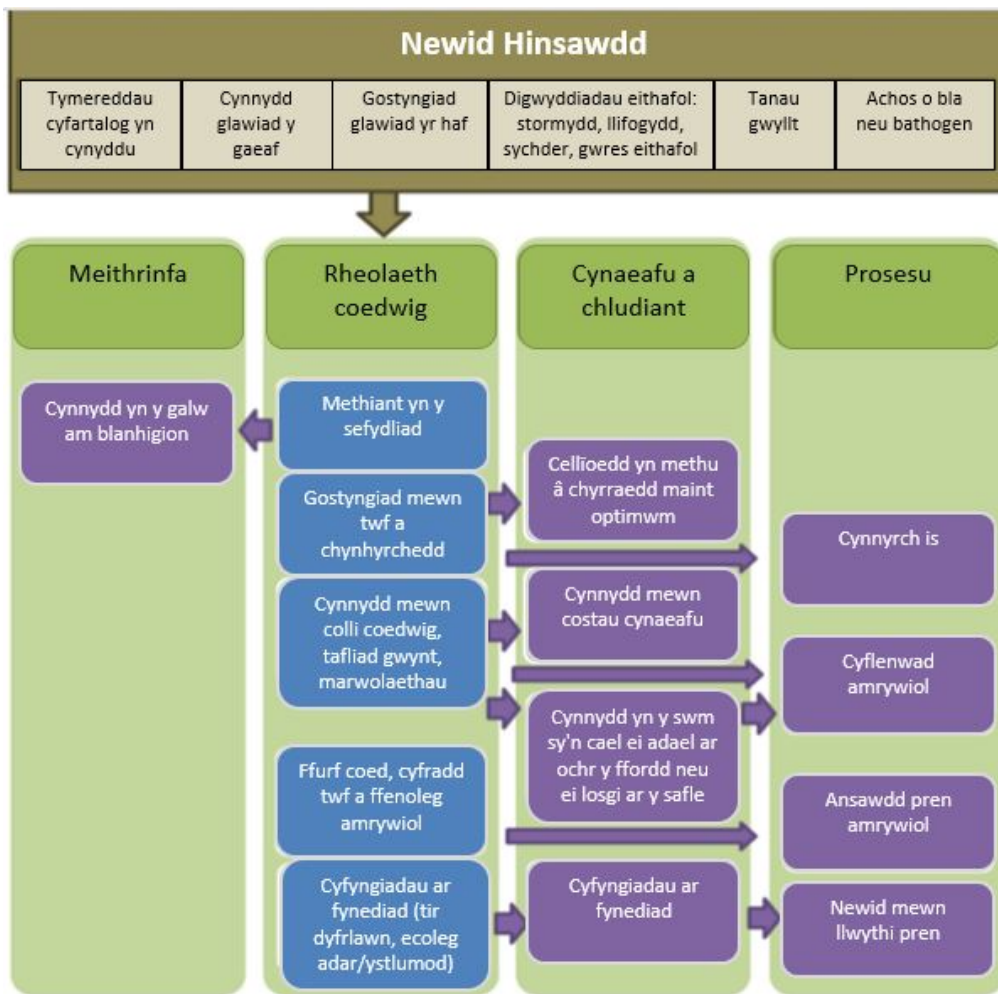 Newid Hinsawdd
Tymereddau
cyfartalog yn
cynyddu
Cynnydd
glawiad y
gaeaf
Gostyngiad
glawiad yr haf
Digwyddiadau eithafol:
stormydd, llifogydd,
sychder, gwres eithafol
Tanau
gwyllt
Achos o bla
neu bathogen
Meithrinfa
Rheolaeth
coedwig
Cynaeafu a
chludiant
Prosesu
Cynnydd yn y galw
am blanhigion
Methiant yn y
sefydliad
Gostyngiad mewn
twf a
chynhyrchedd
Cynnydd mewn
colli coedwig,
tafliad gwynt,
marwolaethau
Ffurf coed, cyfradd
twf a ffenoleg
amrywiol
Cyfyngiadau ar
fynediad (tir
dyfrlawn, ecoleg
adar/ystlumod)
Cellïoedd yn methu
â chyrraedd maint
optimwm
Cynnydd mewn
costau cynaeafu
Cynnydd yn y swm
sy'n cael ei adael ar
ochr y ffordd neu
ei losgi ar y safle
Cyfyngiadau ar
fynediad
Cynnyrch is
Cyflenwad
amrywiol
Ansawdd pren
amrywiol
Newid mewn
llwythi pren